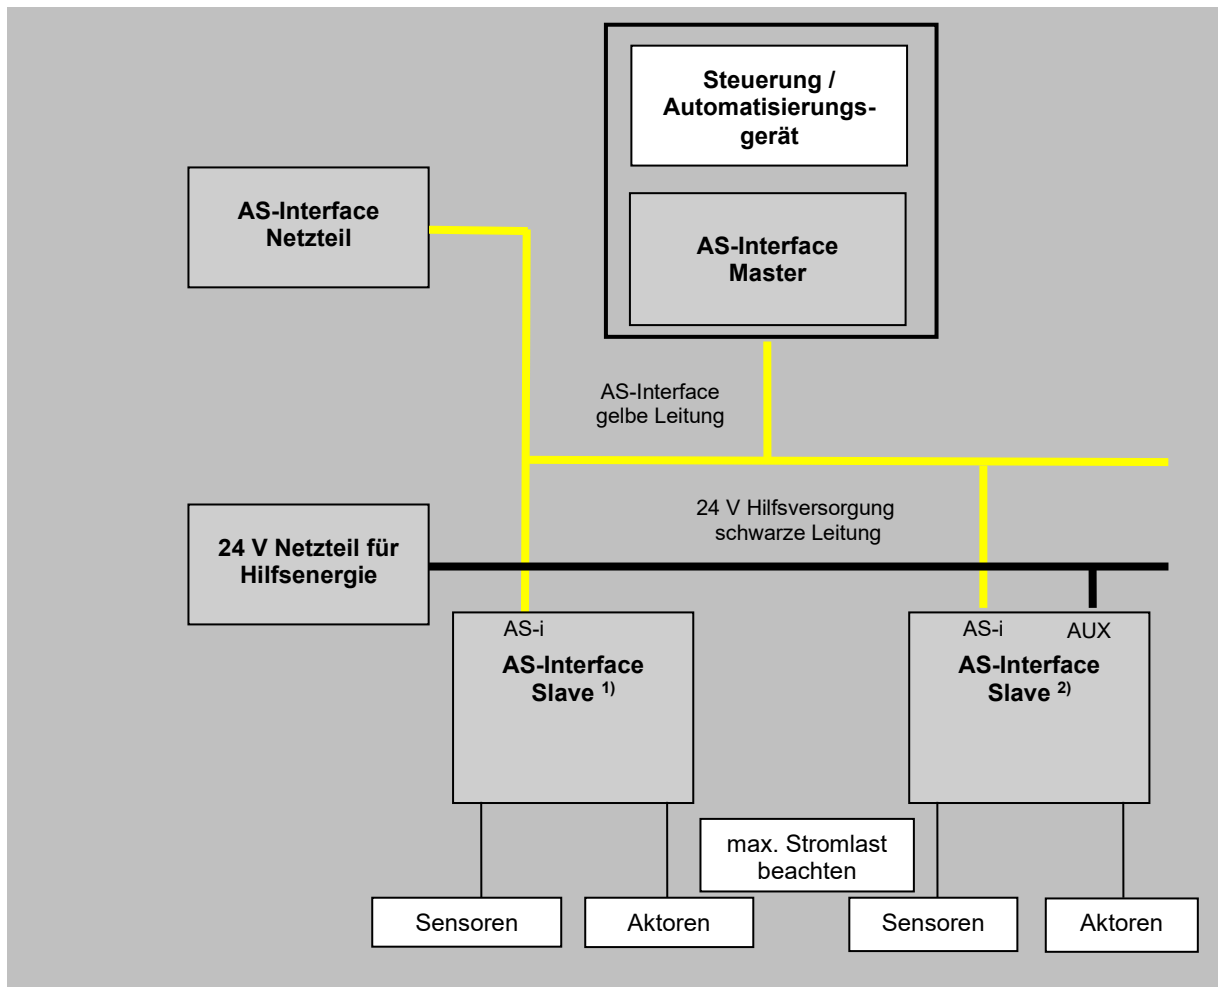 Steuerung /
Automatisierungs-
gerät
AS-Interface
Netzteil
AS-Interface
Master
AS-Interface
gelbe Leitung
24 V Hilfsversorgung
schwarze Leitung
24 V Netzteil für
Hilfsenergie
AS-i
AS-Interface
Slave 1)
AS-i AUX
AS-Interface
Slave 2)
max. Stromlast
beachten
Sensoren
Aktoren
Sensoren
Aktoren